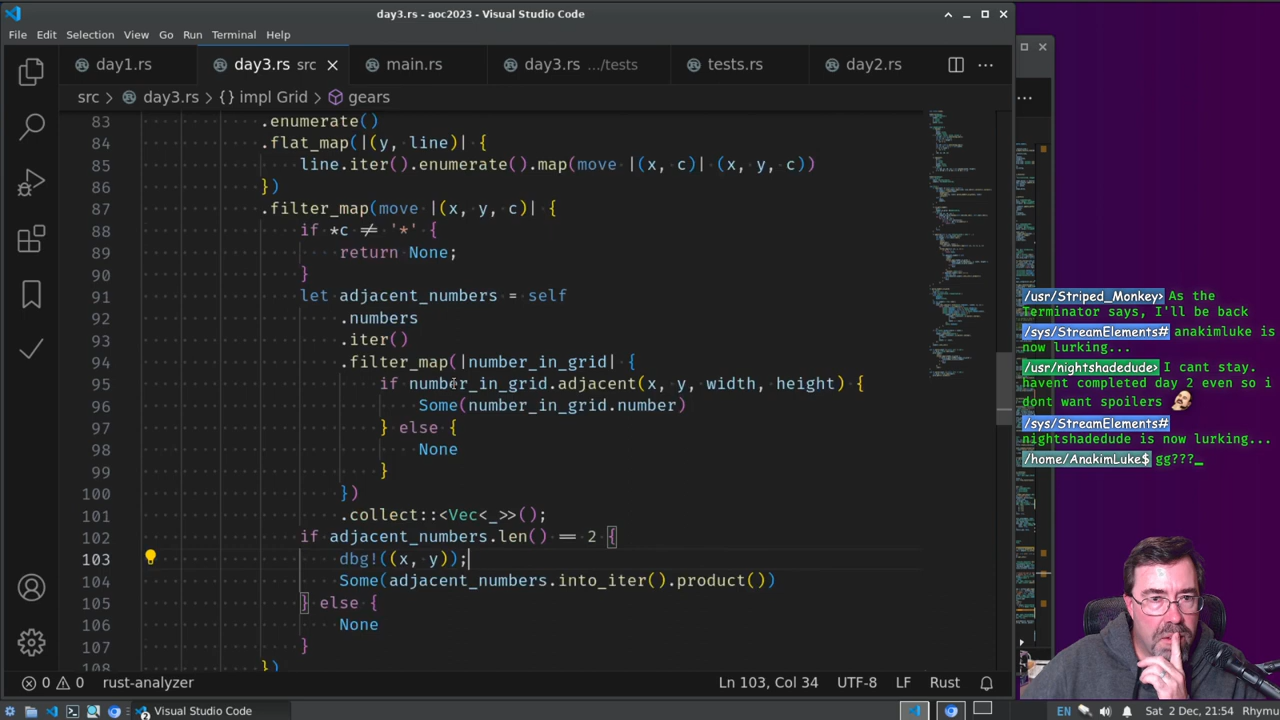 day3.rs - aoc2023 - Visual Studio Code
File Edit Selection View Go Run Terminal Help
day1.rs day3.rs src main.rs day3.rs .../tests tests.rs day2.rs
src > day3.rs > {} impl Grid > gears
83 .enumerate()
84 .flat_map(|(y, line)| {
85 line.iter().enumerate().map(move |(x, c)| (x, y, c))
86 })
87 .filter_map(move |(x, y, c)| {
88 if *c ≠ '*' {
89 return None;
90 }
91 let adjacent_numbers = self
92 .numbers
93 .iter()
94 .filter_map(|number_in_grid| {
95 if number_in_grid.adjacent(x, y, width, height) {
96 Some(number_in_grid.number)
97 } else {
98 None
99 }
100 })
101 .collect::<Vec<_>>();
102 if adjacent_numbers.len() == 2 {
103 dbg!((x, y));
104 Some(adjacent_numbers.into_iter().product())
105 } else {
106 None
107 }
108 })
/usr/Striped_Monkey> As the
Terminator says, I'll be back
/sys/StreamElements# anakimluke is
now lurking...
/usr/nightshadedude> I cant stay.
havent completed day 2 even so i
dont want spoilers
/sys/StreamElements#
nightshadedude is now lurking...
/home/AnakimLuke$ gg???_
0 0 rust-analyzer Ln 103, Col 34 UTF-8 LF Rust
2 Visual Studio Code EN Sat 2 Dec, 21:54 Rhymu